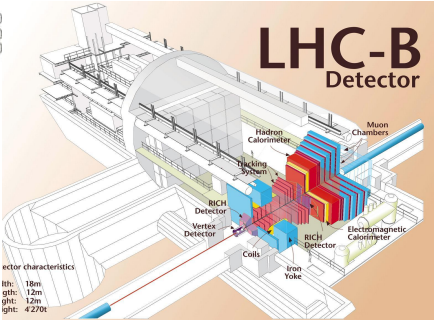 LHC-B
Detector
Muon
Chambers
Hadron
Calorimeter
Tracking
System
RICH
Detector
Vertex
Detector
Coils
RICH
Detector
Electromagnetic
Calorimeter
Iron
Yoke
ector characteristics
lth: 18m
gth: 12m
ght: 12m
ight: 4'270t